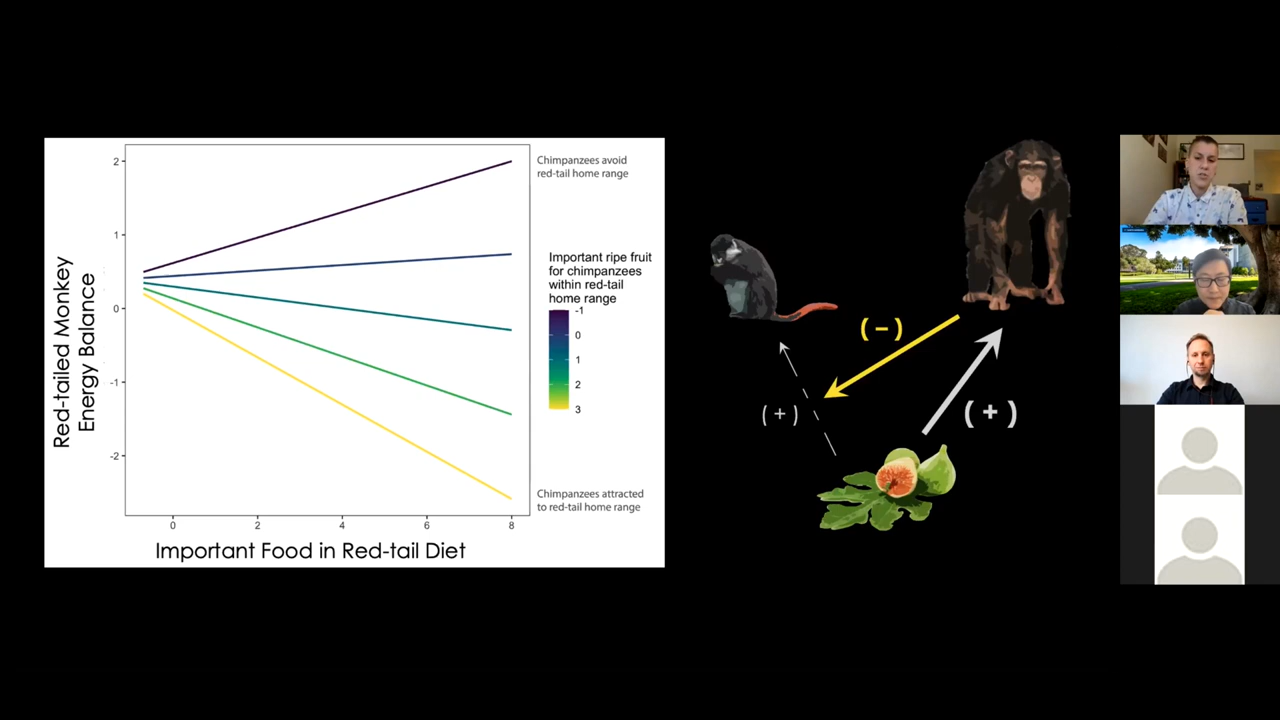 Red-tailed Monkey
Energy Balance
2
1
0
-1
-2
0
2
4
6
8
Important Food in Red-tail Diet
Chimpanzees avoid
red-tail home range
Important ripe fruit
for chimpanzees
within red-tail
home range
-1
0
1
2
3
Chimpanzees attracted
to red-tail home range
( – )
( + )
( + )